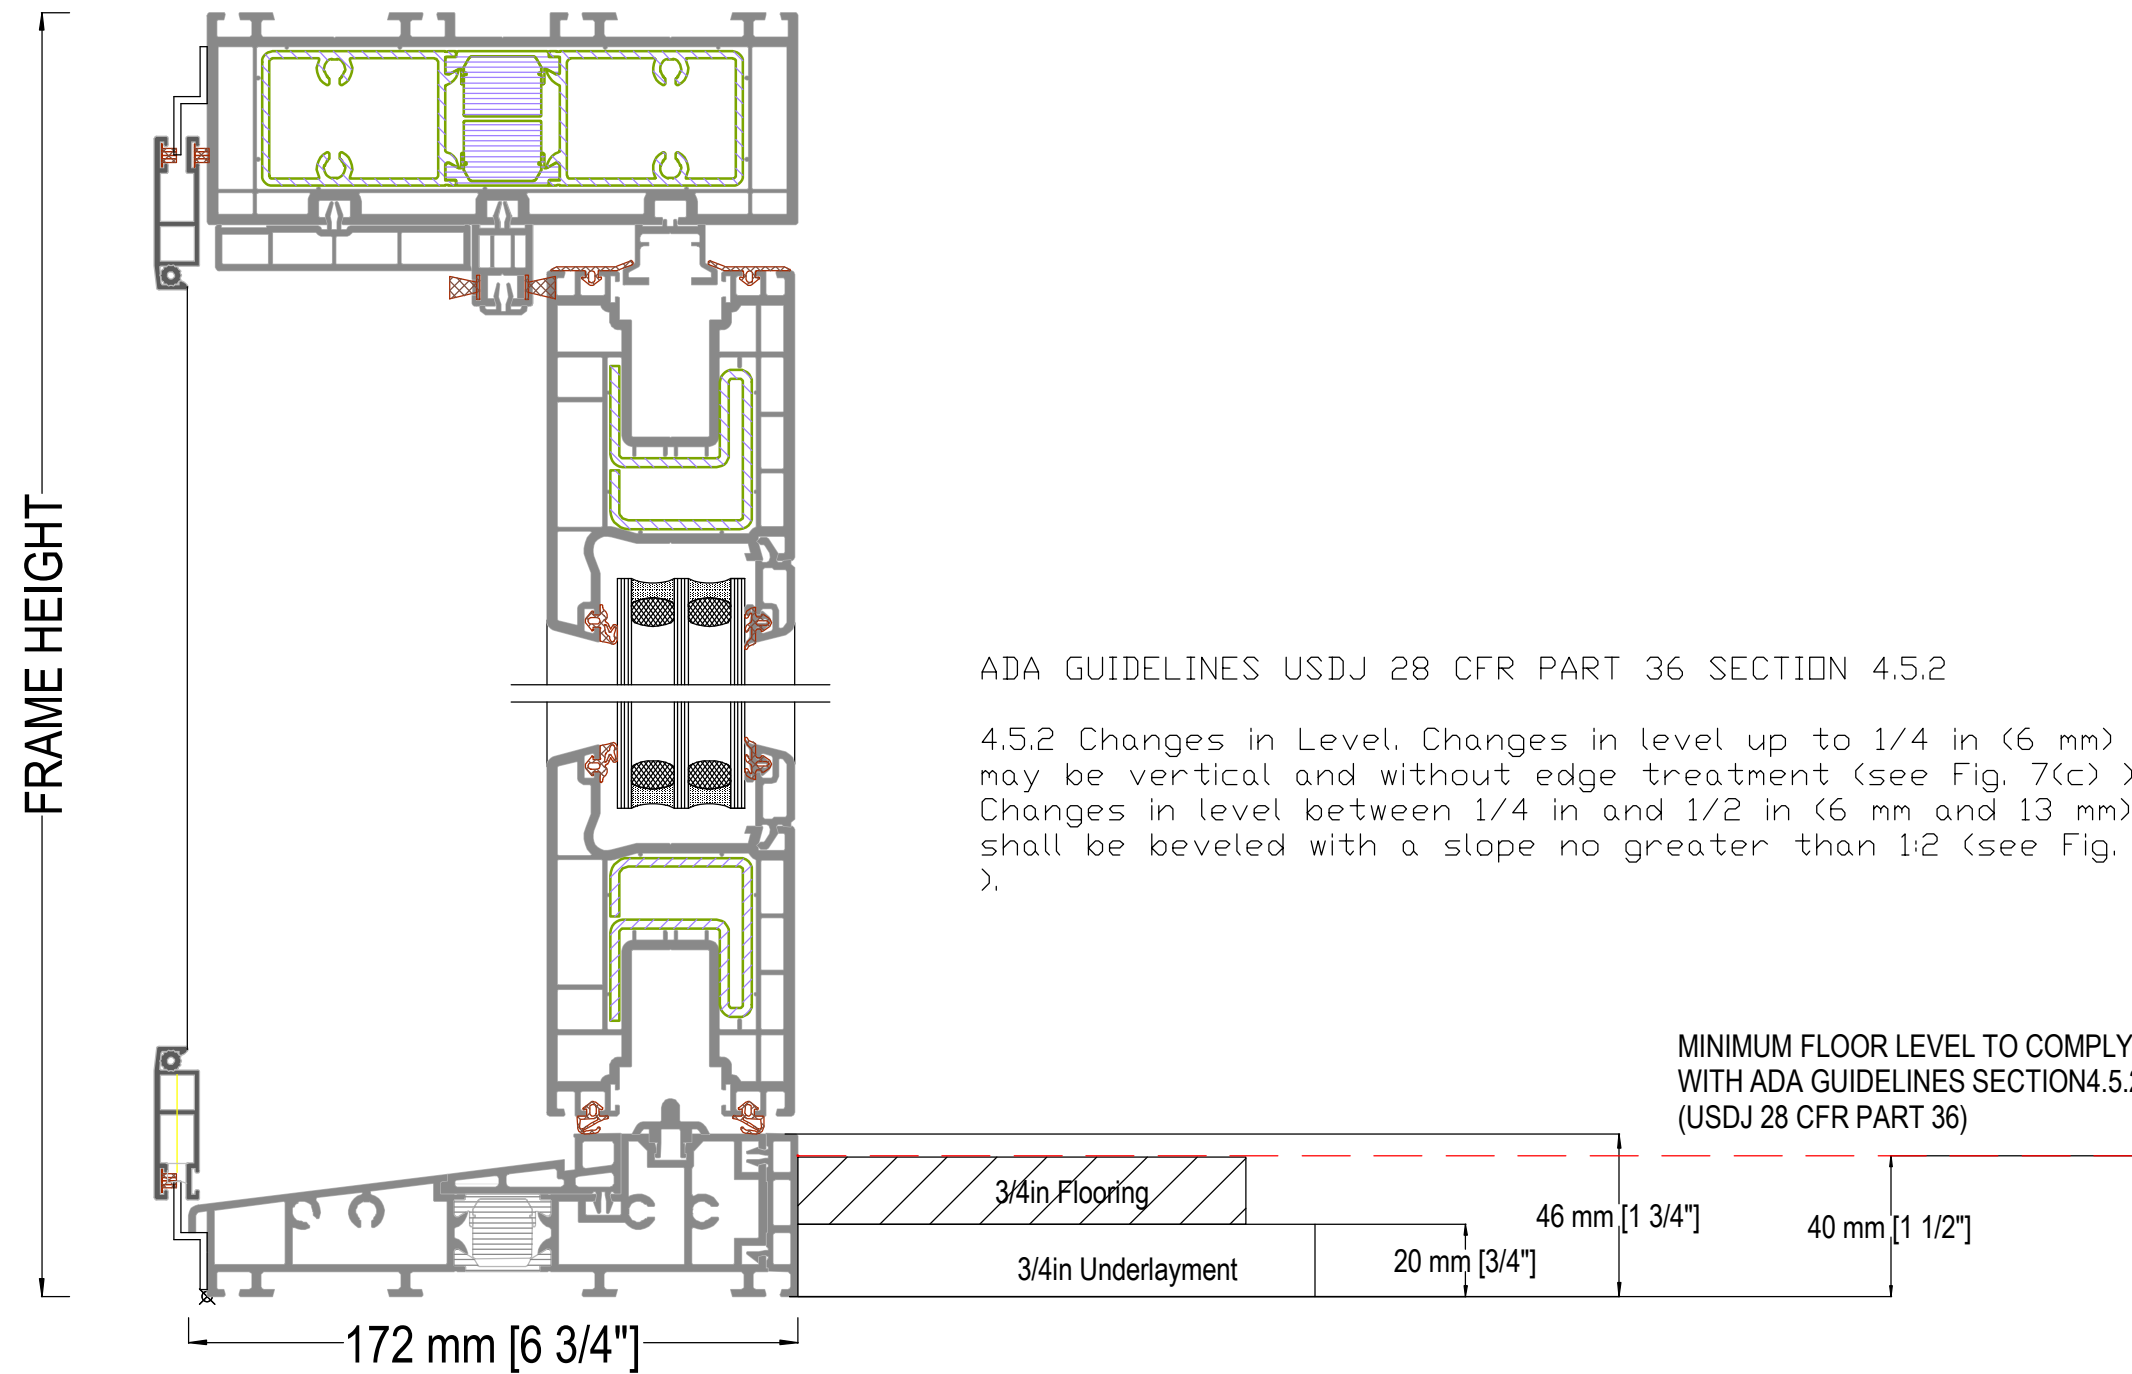 FRAME HEIGHT
ADA GUIDELINES USDJ 28 CFR PART 36 SECTION 4.5.2
4.5.2 Changes in Level. Changes in level up to 1/4 in (6 mm)
may be vertical and without edge treatment (see Fig. 7(c) )
Changes in level between 1/4 in and 1/2 in (6 mm and 13 mm)
shall be beveled with a slope no greater than 1:2 (see Fig.
).
MINIMUM FLOOR LEVEL TO COMPLY
WITH ADA GUIDELINES SECTION4.5.2
(USDJ 28 CFR PART 36)
3/4in Flooring
46 mm [1 3/4"]
40 mm [1 1/2"]
3/4in Underlayment
20 mm [3/4"]
172 mm [6 3/4"]